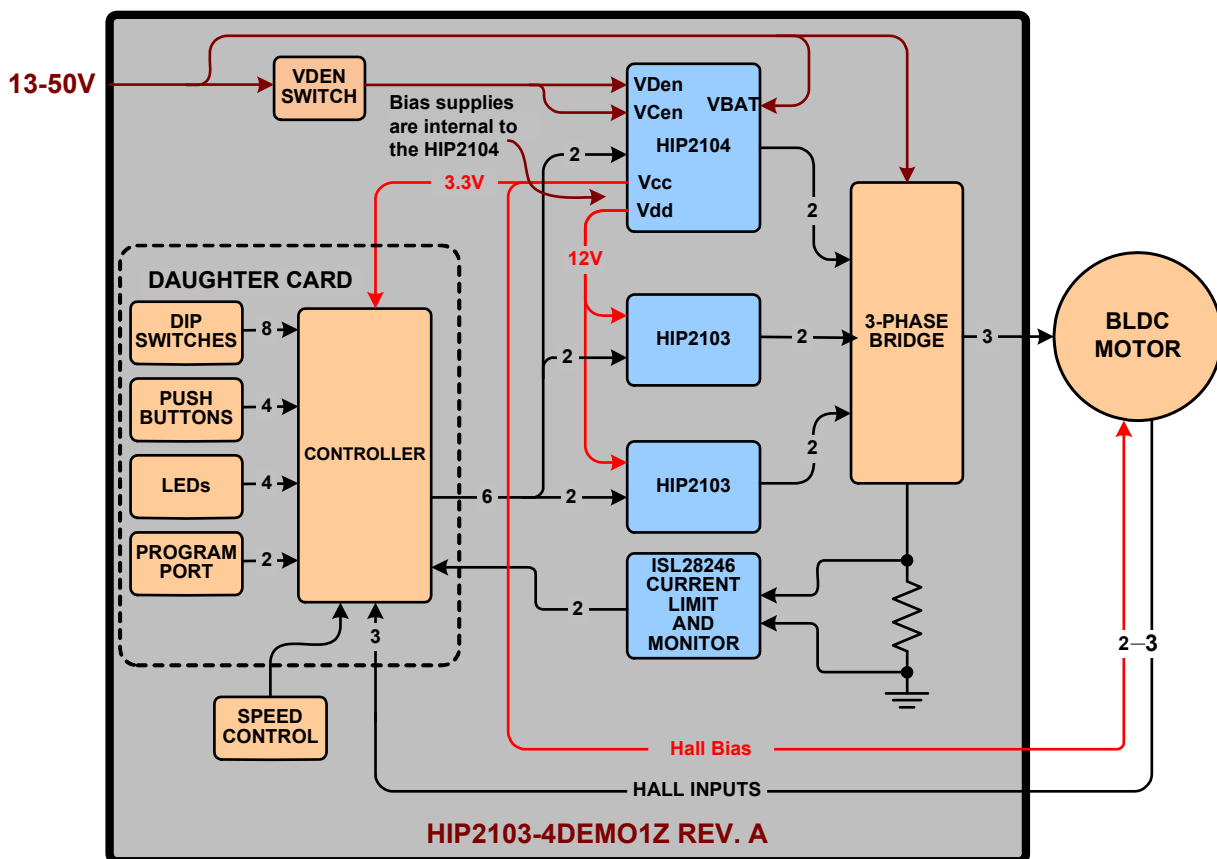 13-50V
VDEN
SWITCH
Bias supplies
are internal to
the HIP2104
VDen
VCen
VBAT
HIP2104
Vcc
Vdd
2
3.3V
12V
2
DAUGHTER CARD
DIP
SWITCHES
8
PUSH
BUTTONS
4
LEDs
4
PROGRAM
PORT
2
CONTROLLER
6
2
HIP2103
2
2
HIP2103
2
3-PHASE
BRIDGE
3
BLDC
MOTOR
ISL28246
CURRENT
LIMIT
AND
MONITOR
2
3
SPEED
CONTROL
2–3
Hall Bias
HALL INPUTS
HIP2103-4DEMO1Z REV. A